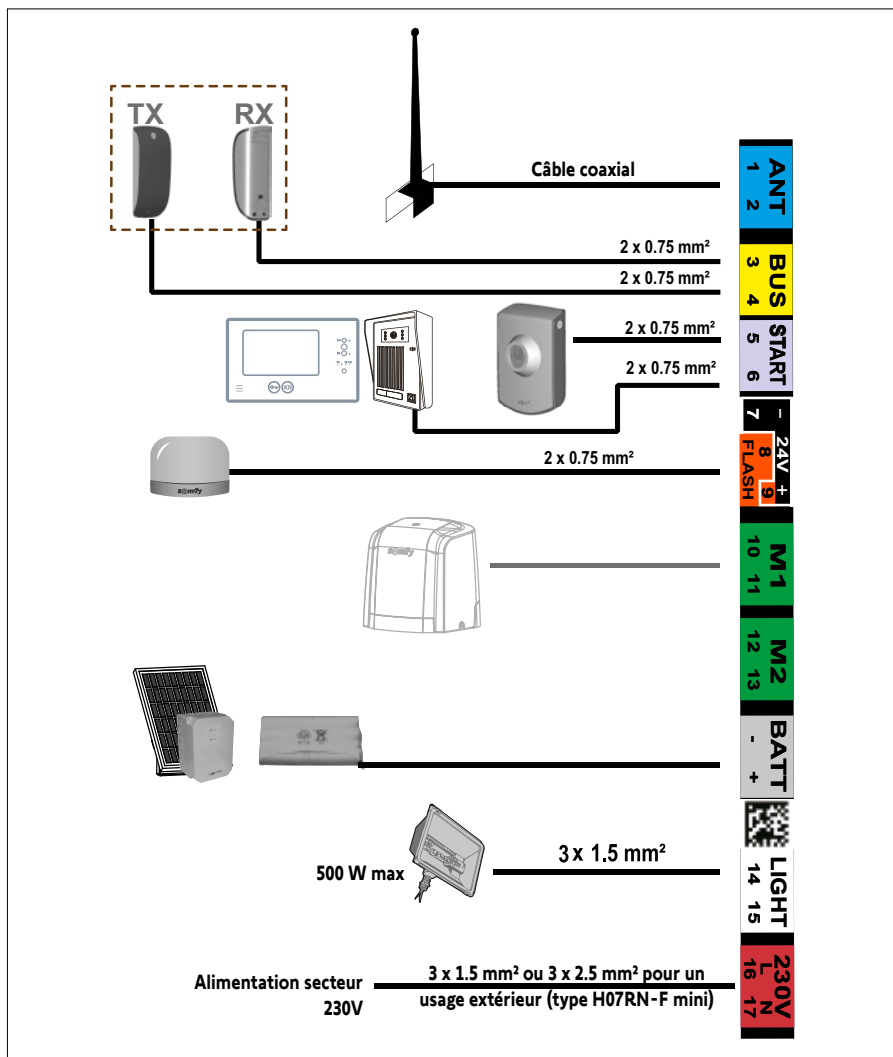 TX RX
Câble coaxial
ANT
1 2
2 x 0.75 mm²
2 x 0.75 mm²
BUS
3 4
2 x 0.75 mm²
2 x 0.75 mm²
START
5 6
2 x 0.75 mm²
somfy
- 24V +
7 8 9
FLASH
somfy
M1
10 11
M2
12 13
BATT
- +
500 W max
3 x 1.5 mm²
LIGHT
14 15
Alimentation secteur
230V
3 x 1.5 mm² ou 3 x 2.5 mm² pour un
usage extérieur (type H07RN-F mini)
230V
L N
16 17